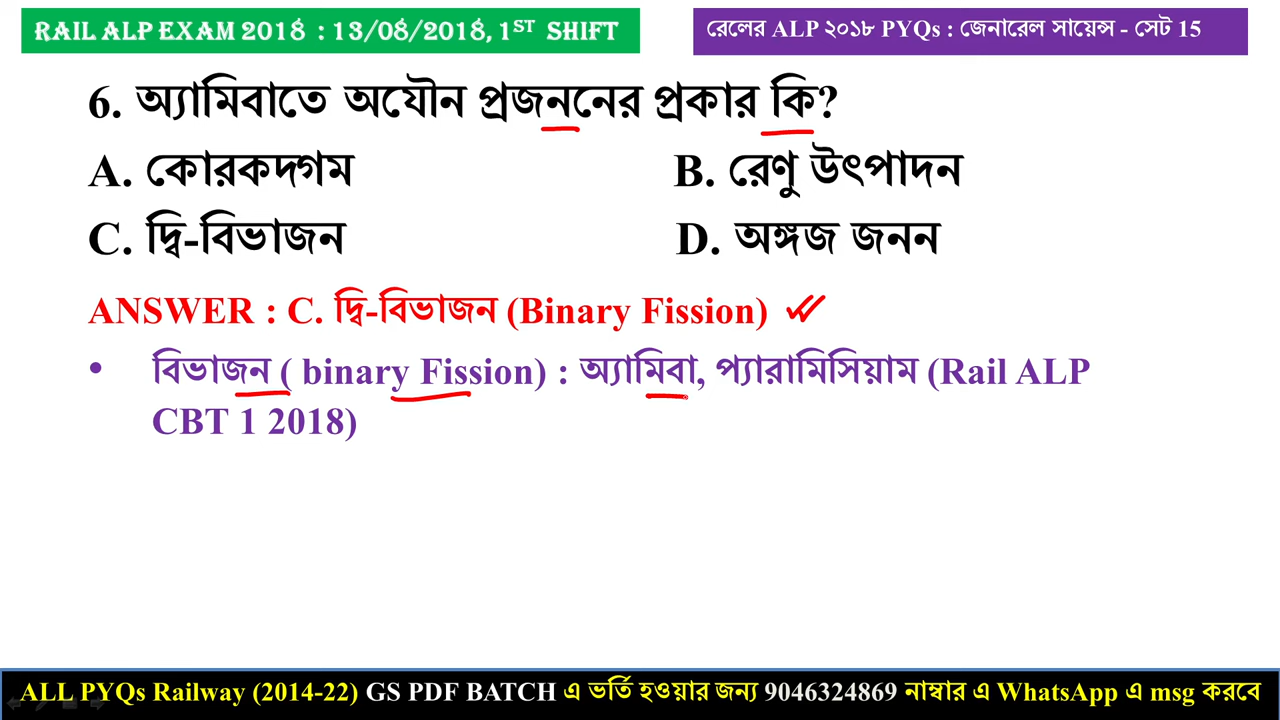 RAIL ALP EXAM 2018 : 13/08/2018, 1ST SHIFT
রেলের ALP ২০১৮ PYQs : জেনারেল সায়েন্স - সেট 15
6. অ্যামিবাতে অযৌন প্রজননের প্রকার কি?
A. কোরকদ্গম
B. রেণু উৎপাদন
C. দ্বি-বিভাজন
D. অঙ্গজ জনন
ANSWER : C. দ্বি-বিভাজন (Binary Fission)
• বিভাজন ( binary Fission) : অ্যামিবা, প্যারামিসিয়াম (Rail ALP
CBT 1 2018)
ALL PYQs Railway (2014-22) GS PDF BATCH এ ভর্তি হওয়ার জন্য 9046324869 নাম্বার এ WhatsApp এ msg করবে